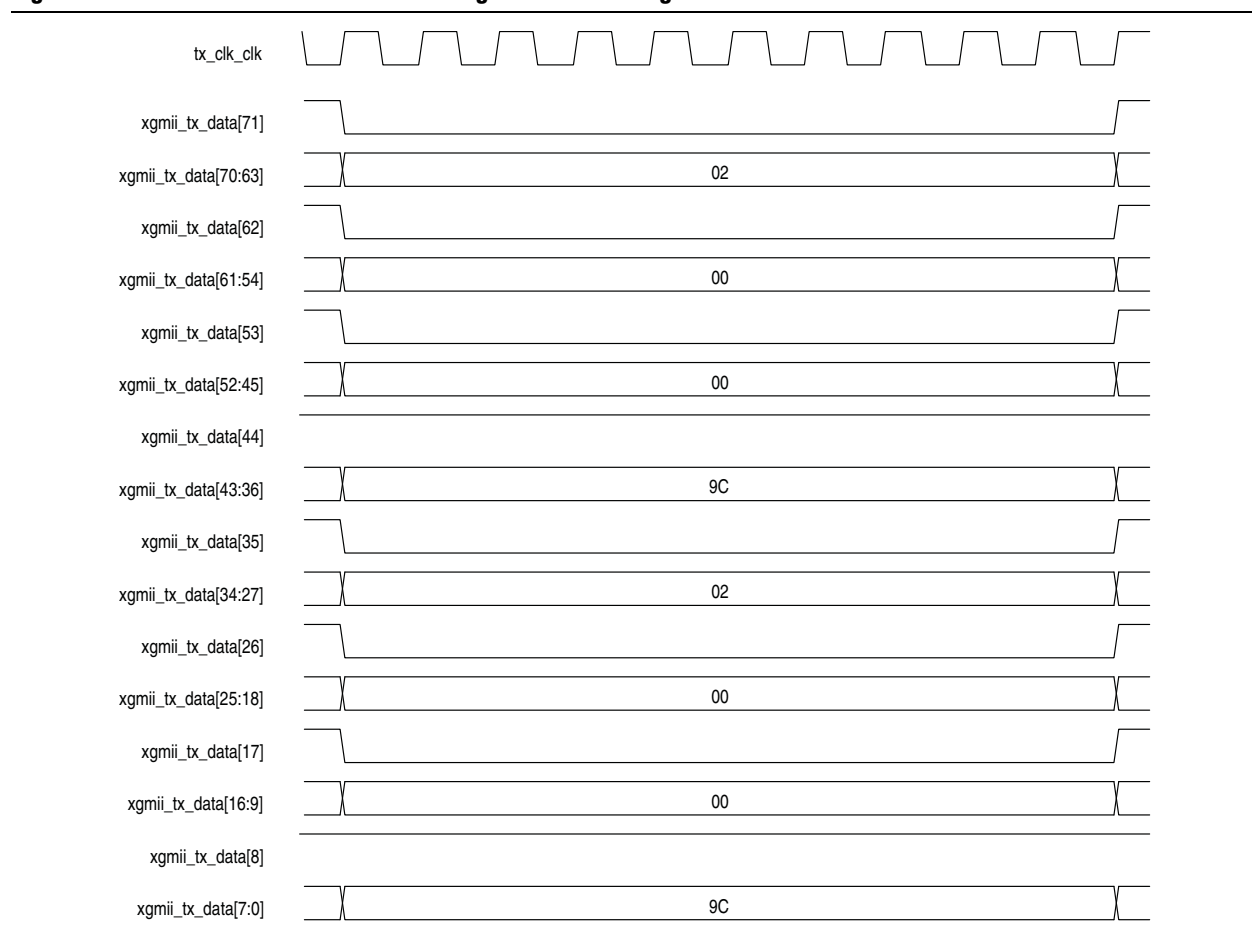 tx_clk_clk
xgmii_tx_data[71]
xgmii_tx_data[70:63] 02
xgmii_tx_data[62]
xgmii_tx_data[61:54] 00
xgmii_tx_data[53]
xgmii_tx_data[52:45] 00
xgmii_tx_data[44]
xgmii_tx_data[43:36] 9C
xgmii_tx_data[35]
xgmii_tx_data[34:27] 02
xgmii_tx_data[26]
xgmii_tx_data[25:18] 00
xgmii_tx_data[17]
xgmii_tx_data[16:9] 00
xgmii_tx_data[8]
xgmii_tx_data[7:0] 9C